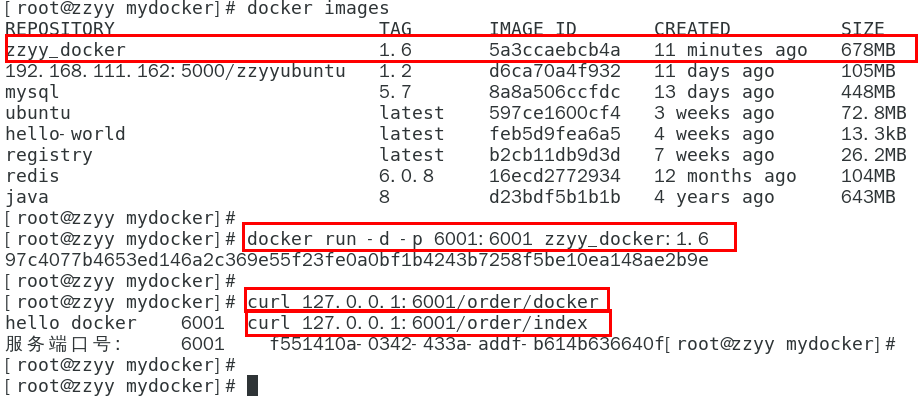 [root@zzyy mydocker]# docker images
REPOSITORY TAG IMAGE ID CREATED SIZE
zzyy_docker 1.6 5a3ccaebcb4a 11 minutes ago 678MB
192.168.111.162:5000/zzyyubuntu 1.2 d6ca70a4f932 11 days ago 105MB
mysql 5.7 8a8a506ccfdc 13 days ago 448MB
ubuntu latest 597ce1600cf4 3 weeks ago 72.8MB
hello-world latest feb5d9fea6a5 4 weeks ago 13.3kB
registry latest b2cb11db9d3d 7 weeks ago 26.2MB
redis 6.0.8 16ecd2772934 12 months ago 104MB
java 8 d23bdf5b1b1b 4 years ago 643MB
[root@zzyy mydocker]#
[root@zzyy mydocker]# docker run -d -p 6001:6001 zzyy_docker:1.6
97c4077b4653ed146a2c369e55f23fe0a0bf1b4243b7258f5be10ea148ae2b9e
[root@zzyy mydocker]#
[root@zzyy mydocker]# curl 127.0.0.1:6001/order/docker
hello docker 6001 curl 127.0.0.1:6001/order/index
服务端口号: 6001 f551410a-0342-433a-addf-b614b636640f[root@zzyy mydocker]#
[root@zzyy mydocker]#
[root@zzyy mydocker]#